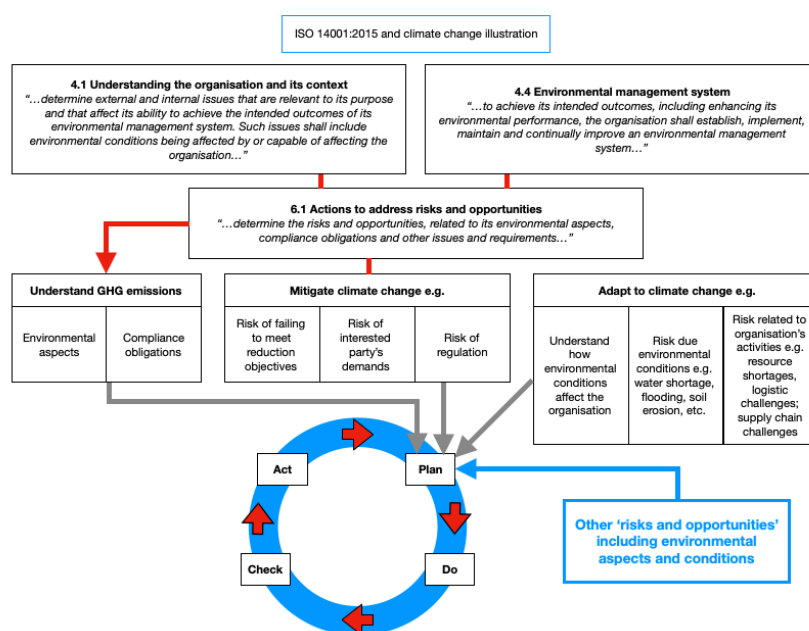 ISO 14001:2015 and climate change illustration
4.1 Understanding the organisation and its context
“…determine external and internal issues that are relevant to its purpose
and that affect its ability to achieve the intended outcomes of its
environmental management system. Such issues shall include
environmental conditions being affected by or capable of affecting the
organisation…”
4.4 Environmental management system
“…to achieve its intended outcomes, including enhancing its
environmental performance, the organisation shall establish, implement,
maintain and continually improve an environmental management
system…”
6.1 Actions to address risks and opportunities
“…determine the risks and opportunities, related to its environmental aspects,
compliance obligations and other issues and requirements…”
Understand GHG emissions
Environmental
aspects
Compliance
obligations
Mitigate climate change e.g.
Risk of failing
to meet
reduction
objectives
Risk of
interested
party’s
demands
Risk of
regulation
Adapt to climate change e.g.
Understand
how
environmental
conditions
affect the
organisation
Risk due
environmental
conditions e.g.
water shortage,
flooding, soil
erosion, etc.
Risk related to
organisation’s
activities e.g.
resource
shortages,
logistic
challenges;
supply chain
challenges
Act
Plan
Check
Do
Other ‘risks and opportunities’
including environmental
aspects and conditions